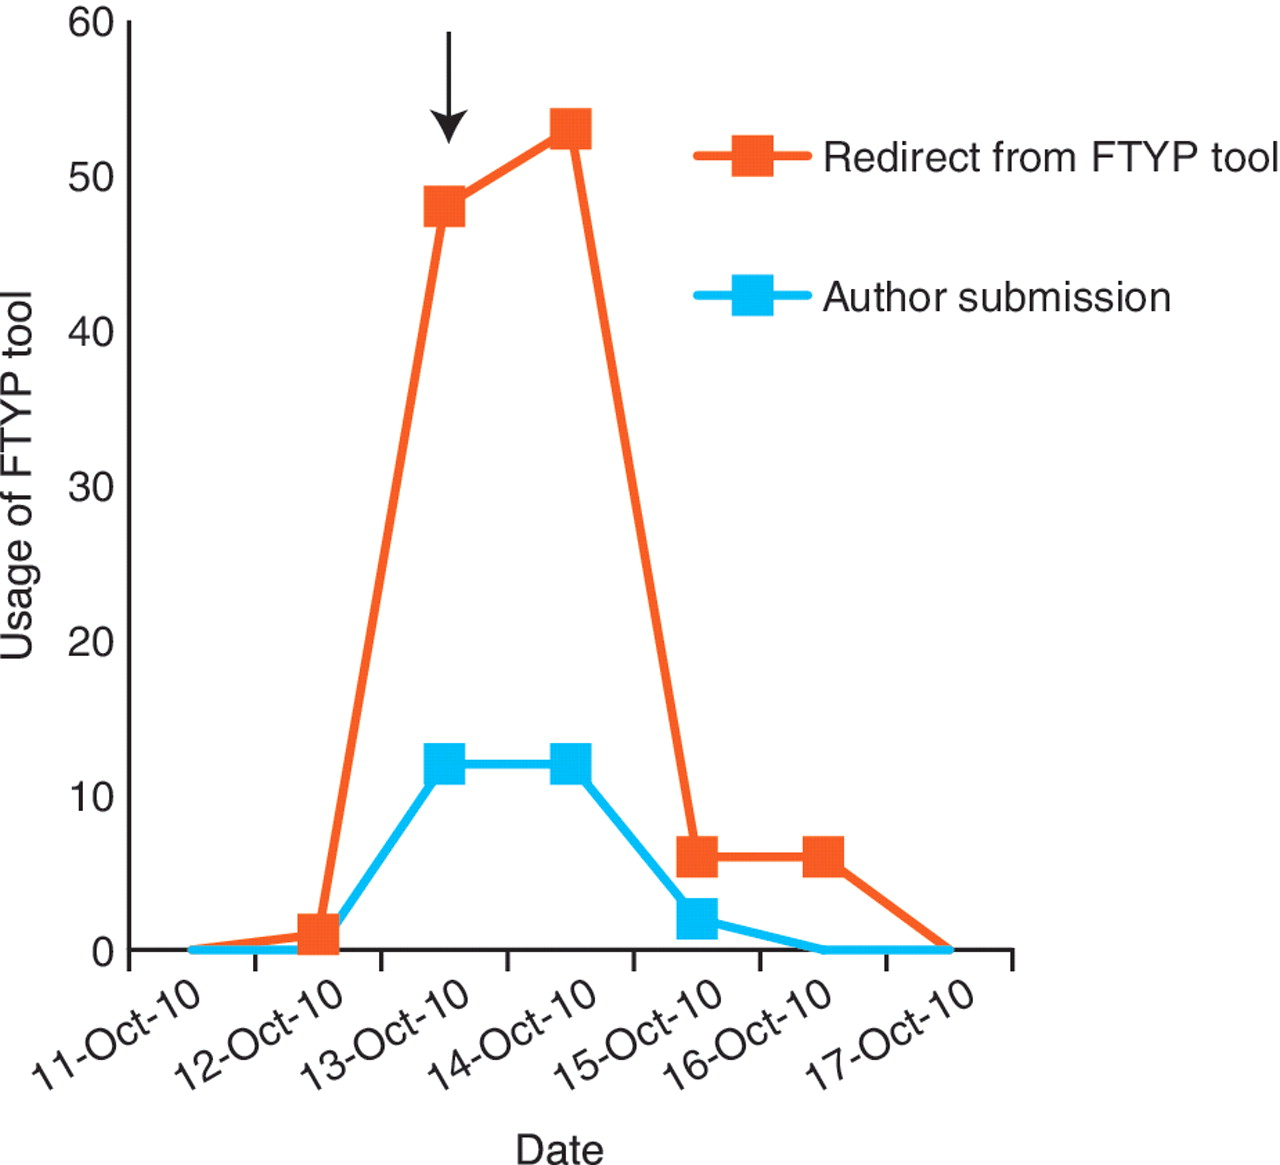 60
50
40
30
20
10
0
Usage of FTYP tool
Redirect from FTYP tool
Author submission
11-Oct-10
12-Oct-10
13-Oct-10
14-Oct-10
15-Oct-10
16-Oct-10
17-Oct-10
Date